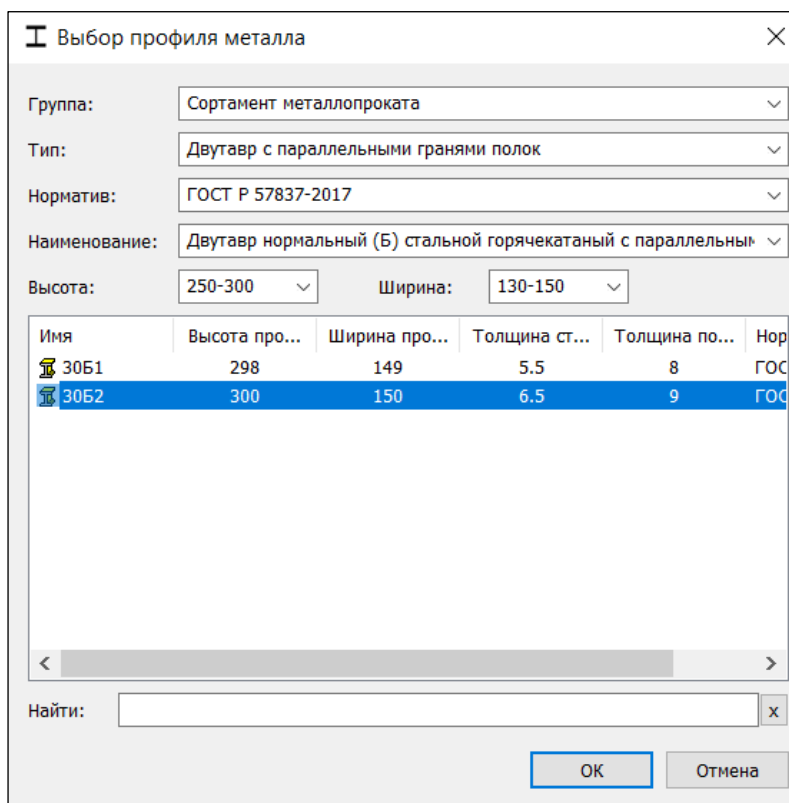 Выбор профиля металла
Группа: Сортамент металлопроката
Тип: Двутавр с параллельными гранями полок
Норматив: ГОСТ Р 57837-2017
Наименование: Двутавр нормальный (Б) стальной горячекатаный с параллельным
Высота: 250-300 Ширина: 130-150
Имя Высота про... Ширина про... Толщина ст... Толщина по... Нор
30Б1 298 149 5.5 8 ГОС
30Б2 300 150 6.5 9 ГОС
Найти: x
ОК Отмена